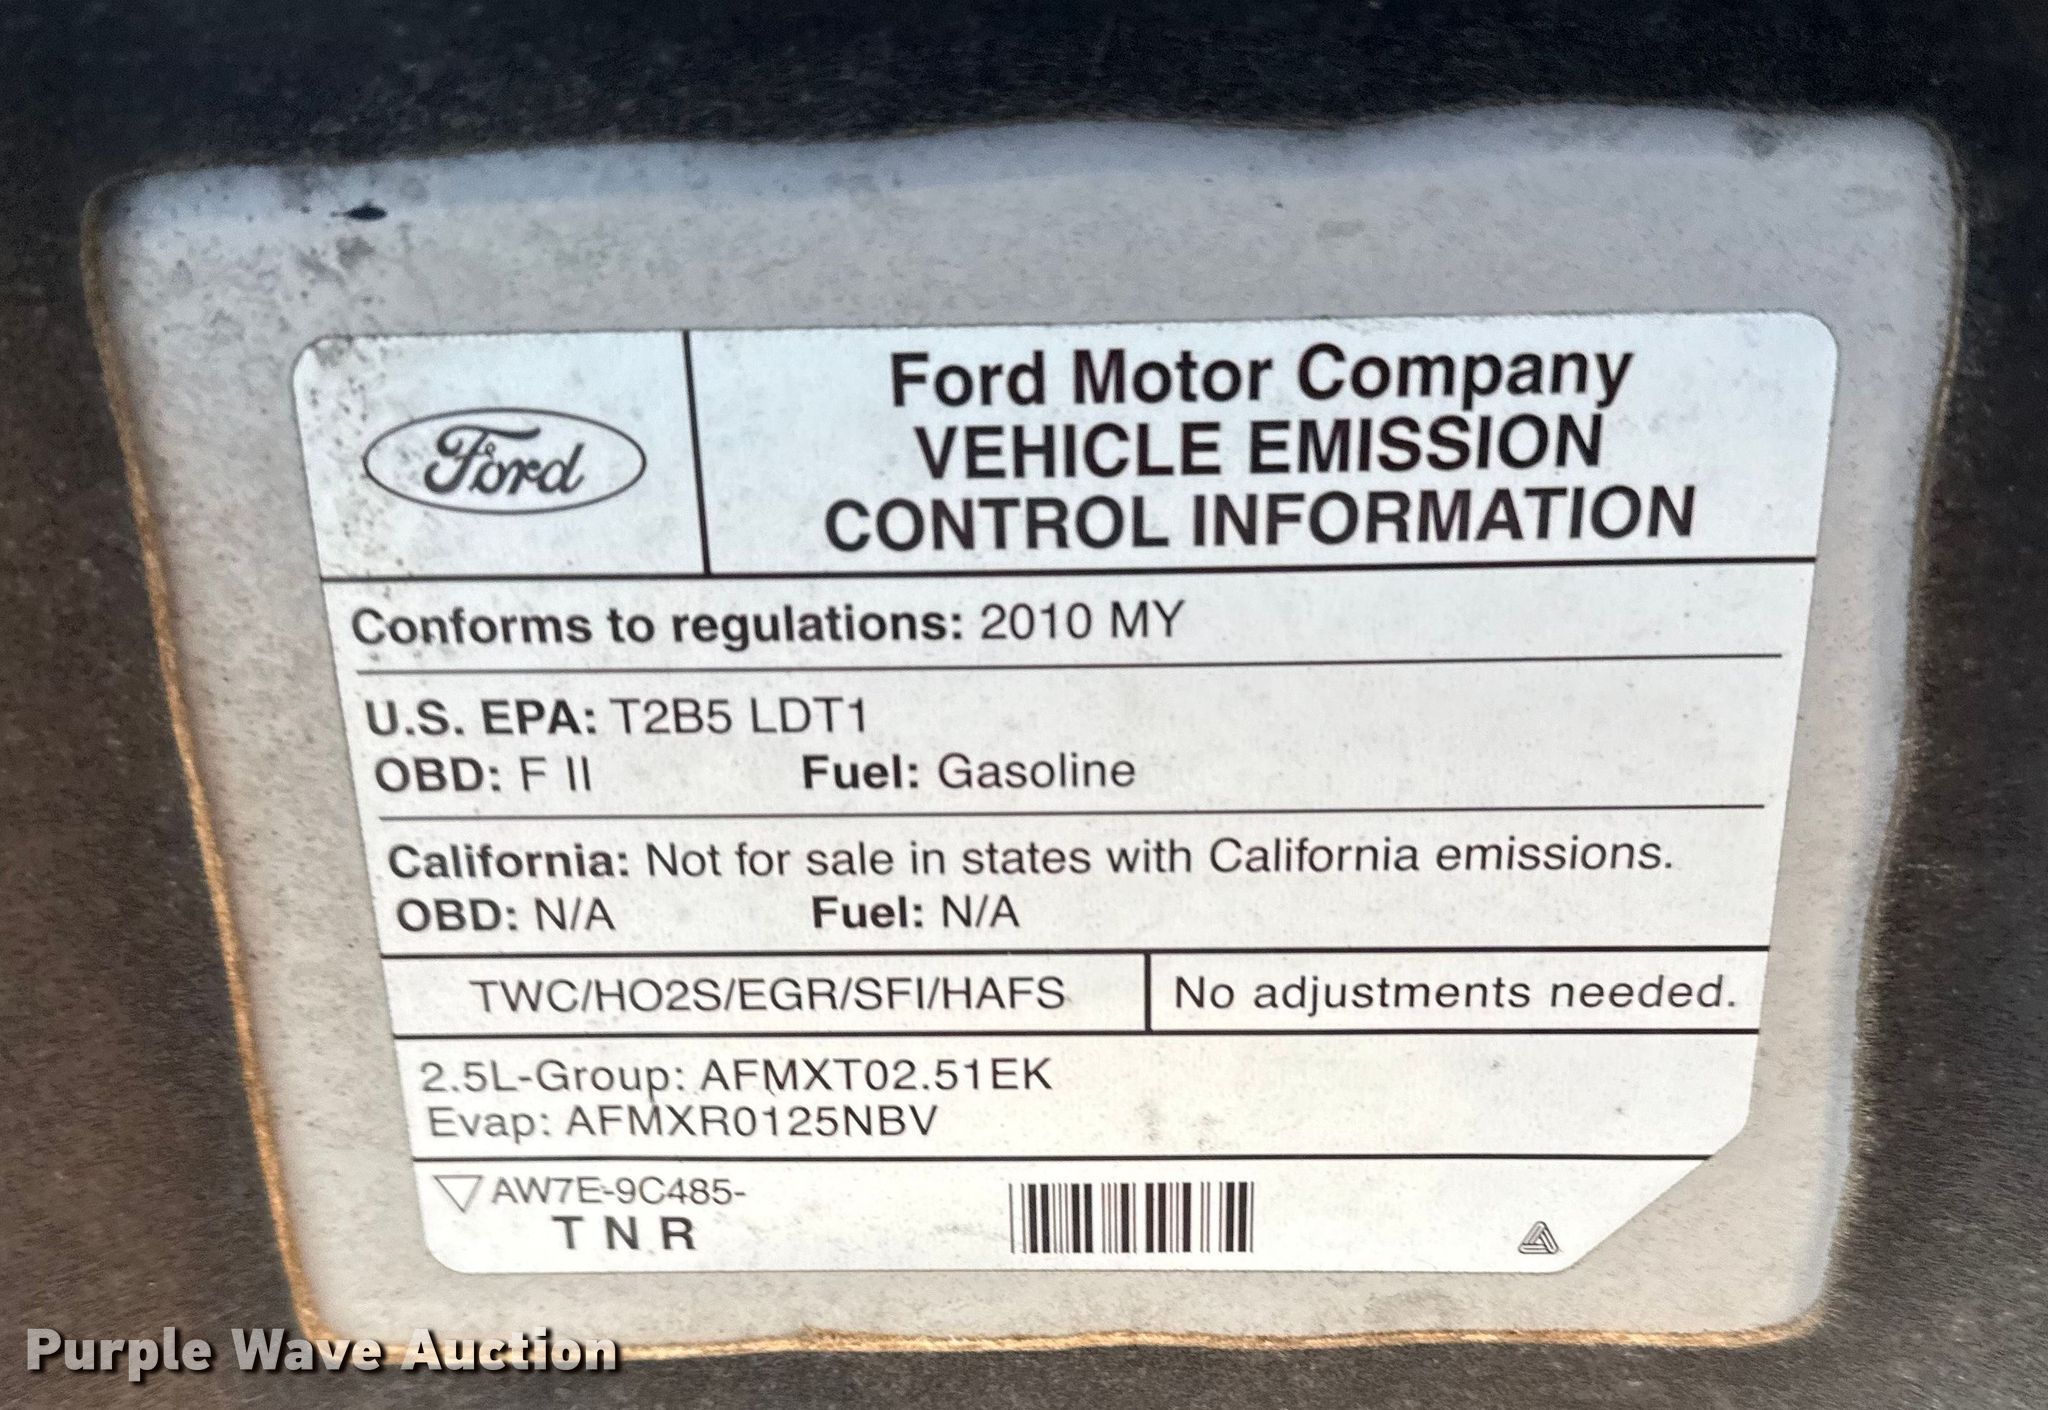 Ford
Ford Motor Company
VEHICLE EMISSION
CONTROL INFORMATION
Conforms to regulations: 2010 MY
U.S. EPA: T2B5 LDT1
OBD: F II Fuel: Gasoline
California: Not for sale in states with California emissions.
OBD: N/A Fuel: N/A
TWC/HO2S/EGR/SFI/HAFS
No adjustments needed.
2.5L-Group: AFMXT02.51EK
Evap: AFMXR0125NBV
AW7E-9C485-
T N R
Purple Wave Auction